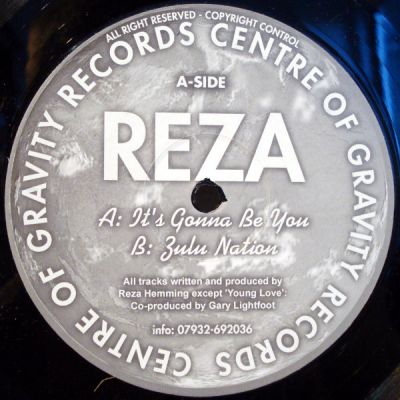 CENTRE OF GRAVITY RECORDS CENTRE OF GRAVITY RECORDS
ALL RIGHT RESERVED - COPYRIGHT CONTROL
A-SIDE
REZA
A: It's Gonna Be You
B: Zulu Nation
All tracks written and produced by
Reza Hemming except 'Young Love':
Co-produced by Gary Lightfoot
info: 07932-692036